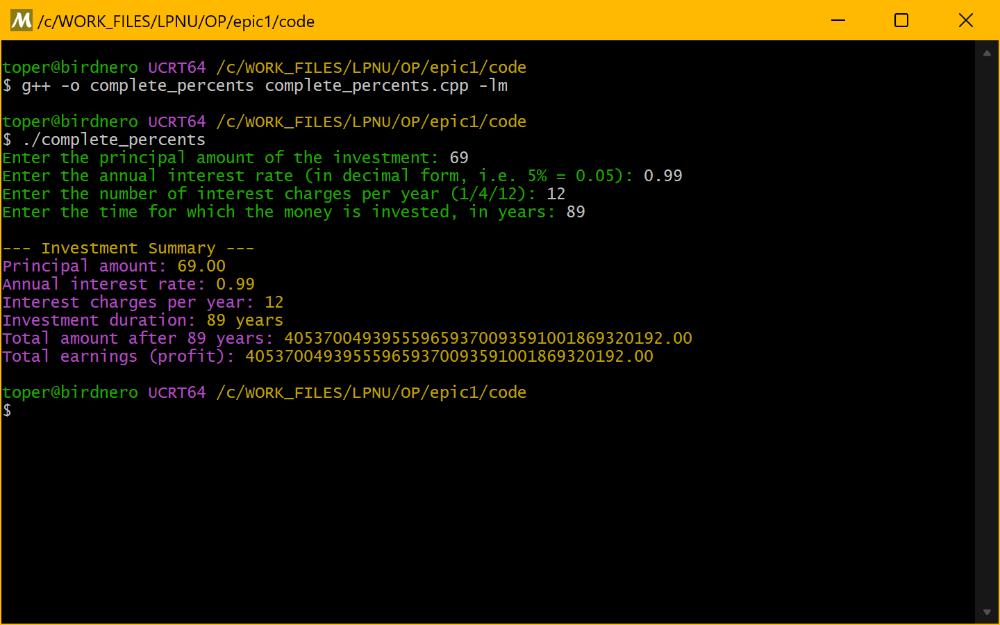 M /c/WORK_FILES/LPNU/OP/epic1/code
toper@birdnero UCRT64 /c/WORK_FILES/LPNU/OP/epic1/code
$ g++ -o complete_percents complete_percents.cpp -lm
toper@birdnero UCRT64 /c/WORK_FILES/LPNU/OP/epic1/code
$ ./complete_percents
Enter the principal amount of the investment: 69
Enter the annual interest rate (in decimal form, i.e. 5% = 0.05): 0.99
Enter the number of interest charges per year (1/4/12): 12
Enter the time for which the money is invested, in years: 89
--- Investment Summary ---
Principal amount: 69.00
Annual interest rate: 0.99
Interest charges per year: 12
Investment duration: 89 years
Total amount after 89 years: 405370049395559659370093591001869320192.00
Total earnings (profit): 405370049395559659370093591001869320192.00
toper@birdnero UCRT64 /c/WORK_FILES/LPNU/OP/epic1/code
$